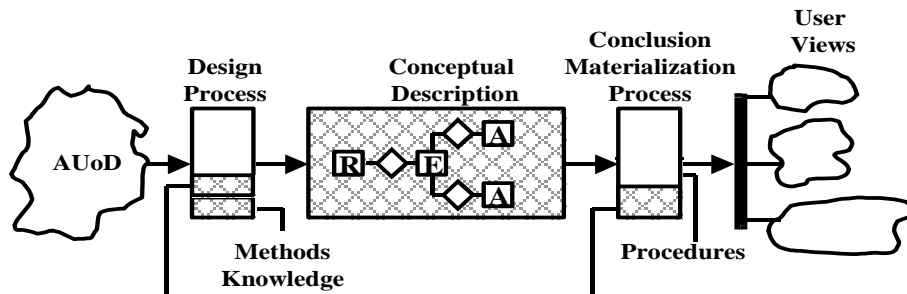 User
Views
Conclusion
Materialization
Process
Design
Process
Conceptual
Description
AUoD
R
E
A
A
Methods
Knowledge
Procedures